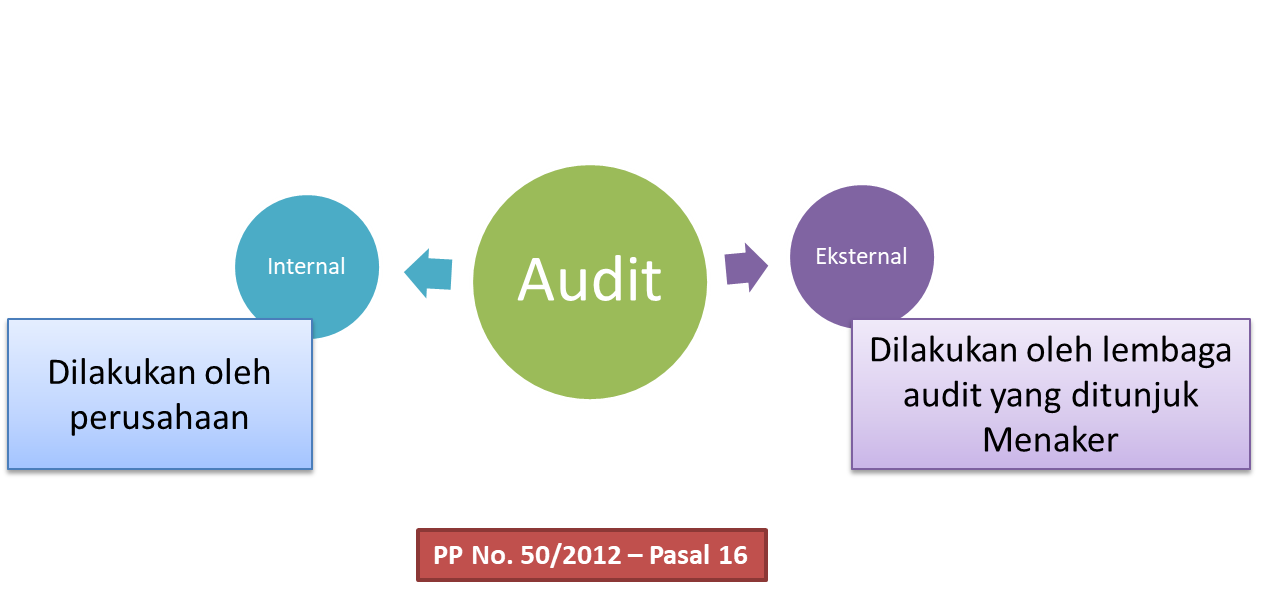 Audit
Internal
Dilakukan oleh
perusahaan
Eksternal
Dilakukan oleh lembaga
audit yang ditunjuk
Menaker
PP No. 50/2012 – Pasal 16